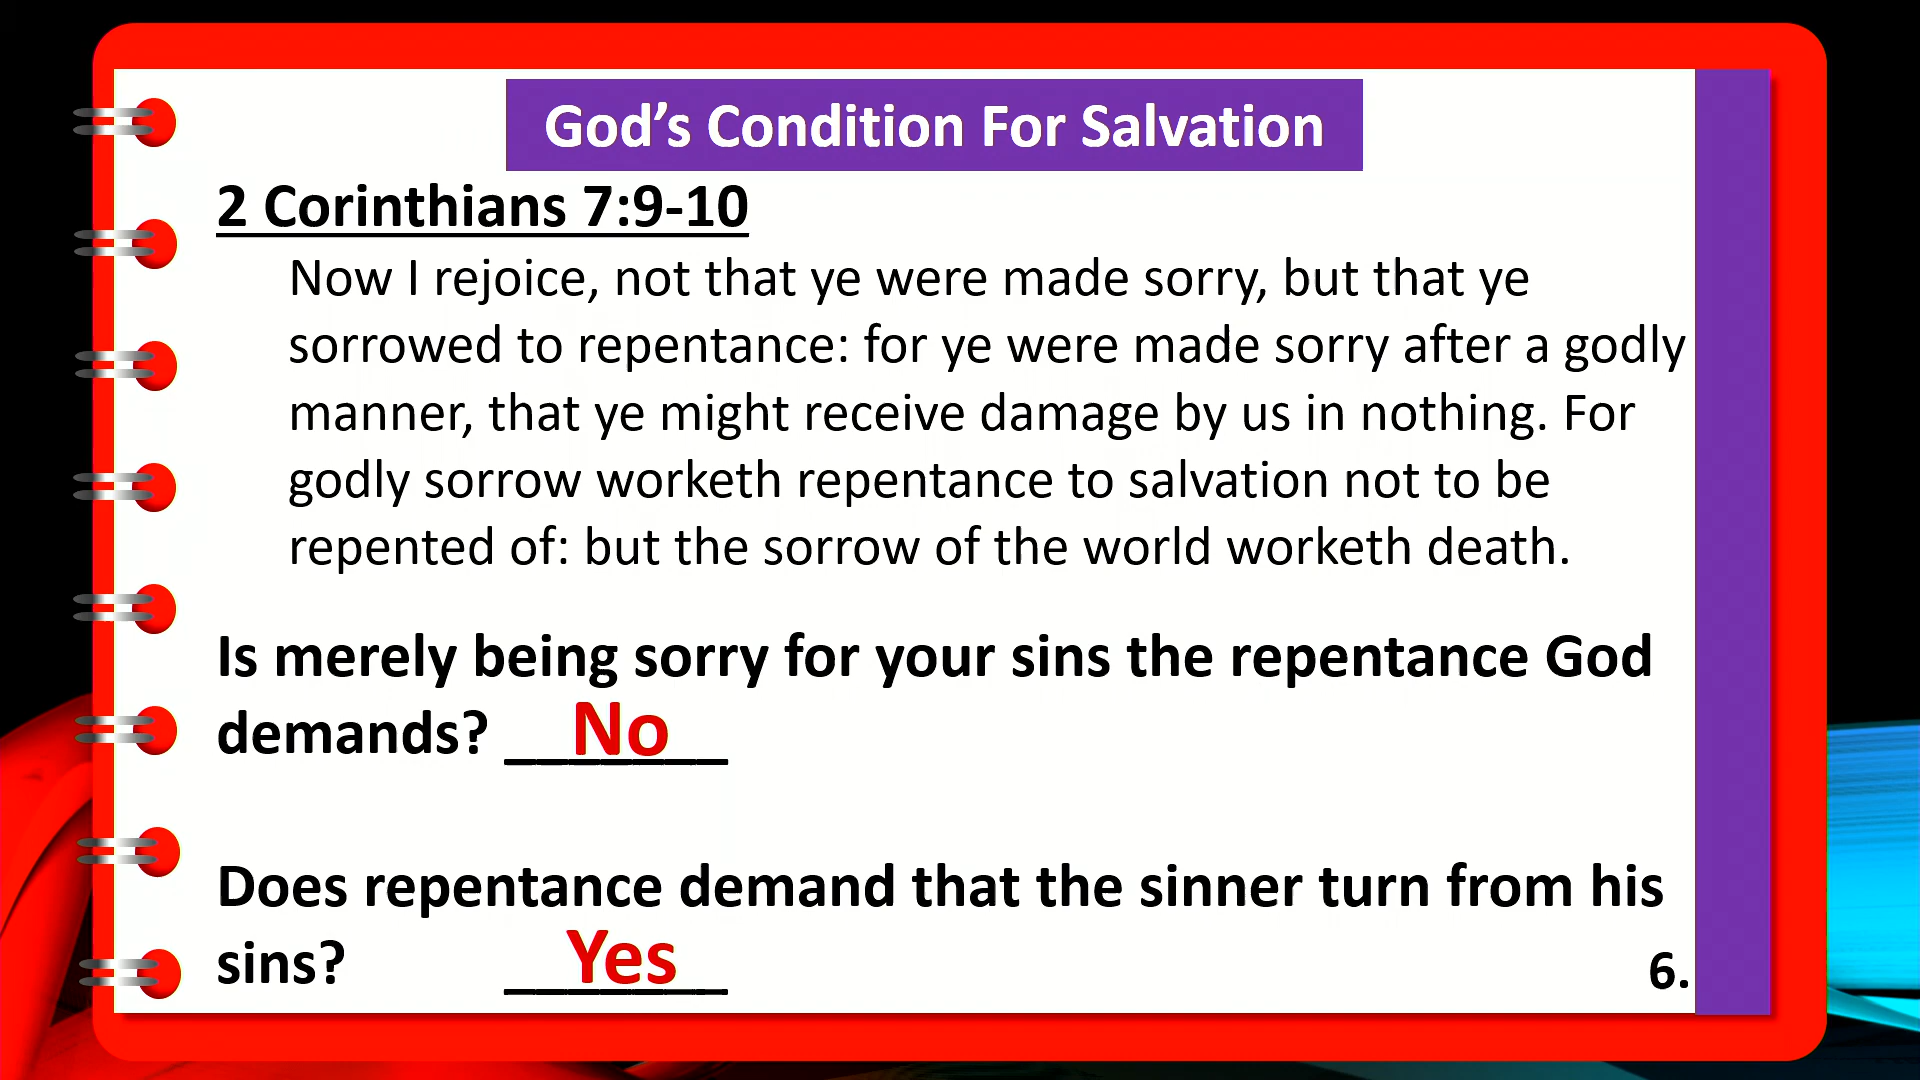 God’s Condition For Salvation
2 Corinthians 7:9-10
Now I rejoice, not that ye were made sorry, but that ye
sorrowed to repentance: for ye were made sorry after a godly
manner, that ye might receive damage by us in nothing. For
godly sorrow worketh repentance to salvation not to be
repented of: but the sorrow of the world worketh death.
Is merely being sorry for your sins the repentance God
demands? __No__
Does repentance demand that the sinner turn from his
sins? __Yes__
6.